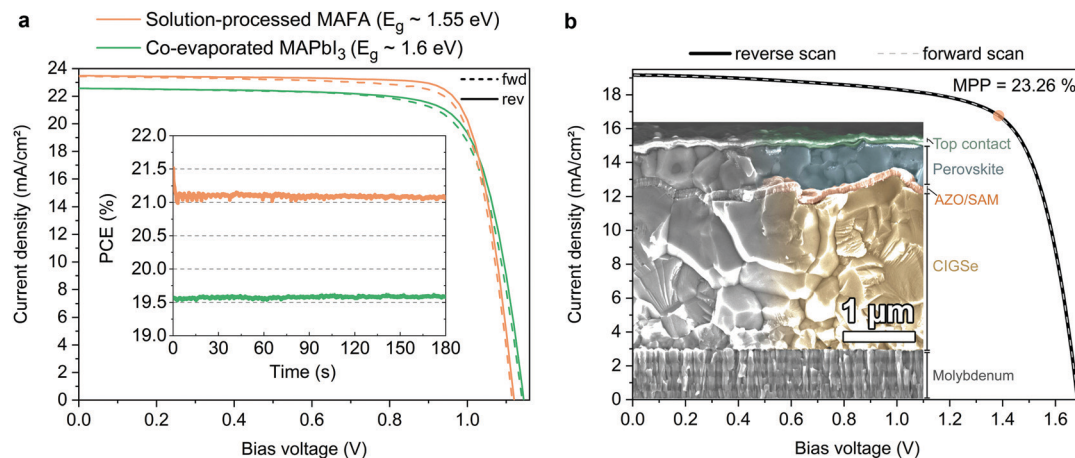 a
Solution-processed MAFA (E_g ~ 1.55 eV)
Co-evaporated MAPbI₃ (E_g ~ 1.6 eV)
24
22
20
18
16
14
12
10
8
6
4
2
0
Current density (mA/cm²)
fwd
rev
22.0
21.5
21.0
20.5
20.0
19.5
19.0
PCE (%)
0 30 60 90 120 150 180
Time (s)
0.0 0.2 0.4 0.6 0.8 1.0
Bias voltage (V)
b
reverse scan forward scan
MPP = 23.26 %
18
16
14
12
10
8
6
4
2
0
Current density (mA/cm²)
Top contact
Perovskite
AZO/SAM
CIGSe
1 µm
Molybdenum
0.0 0.2 0.4 0.6 0.8 1.0 1.2 1.4 1.6
Bias voltage (V)